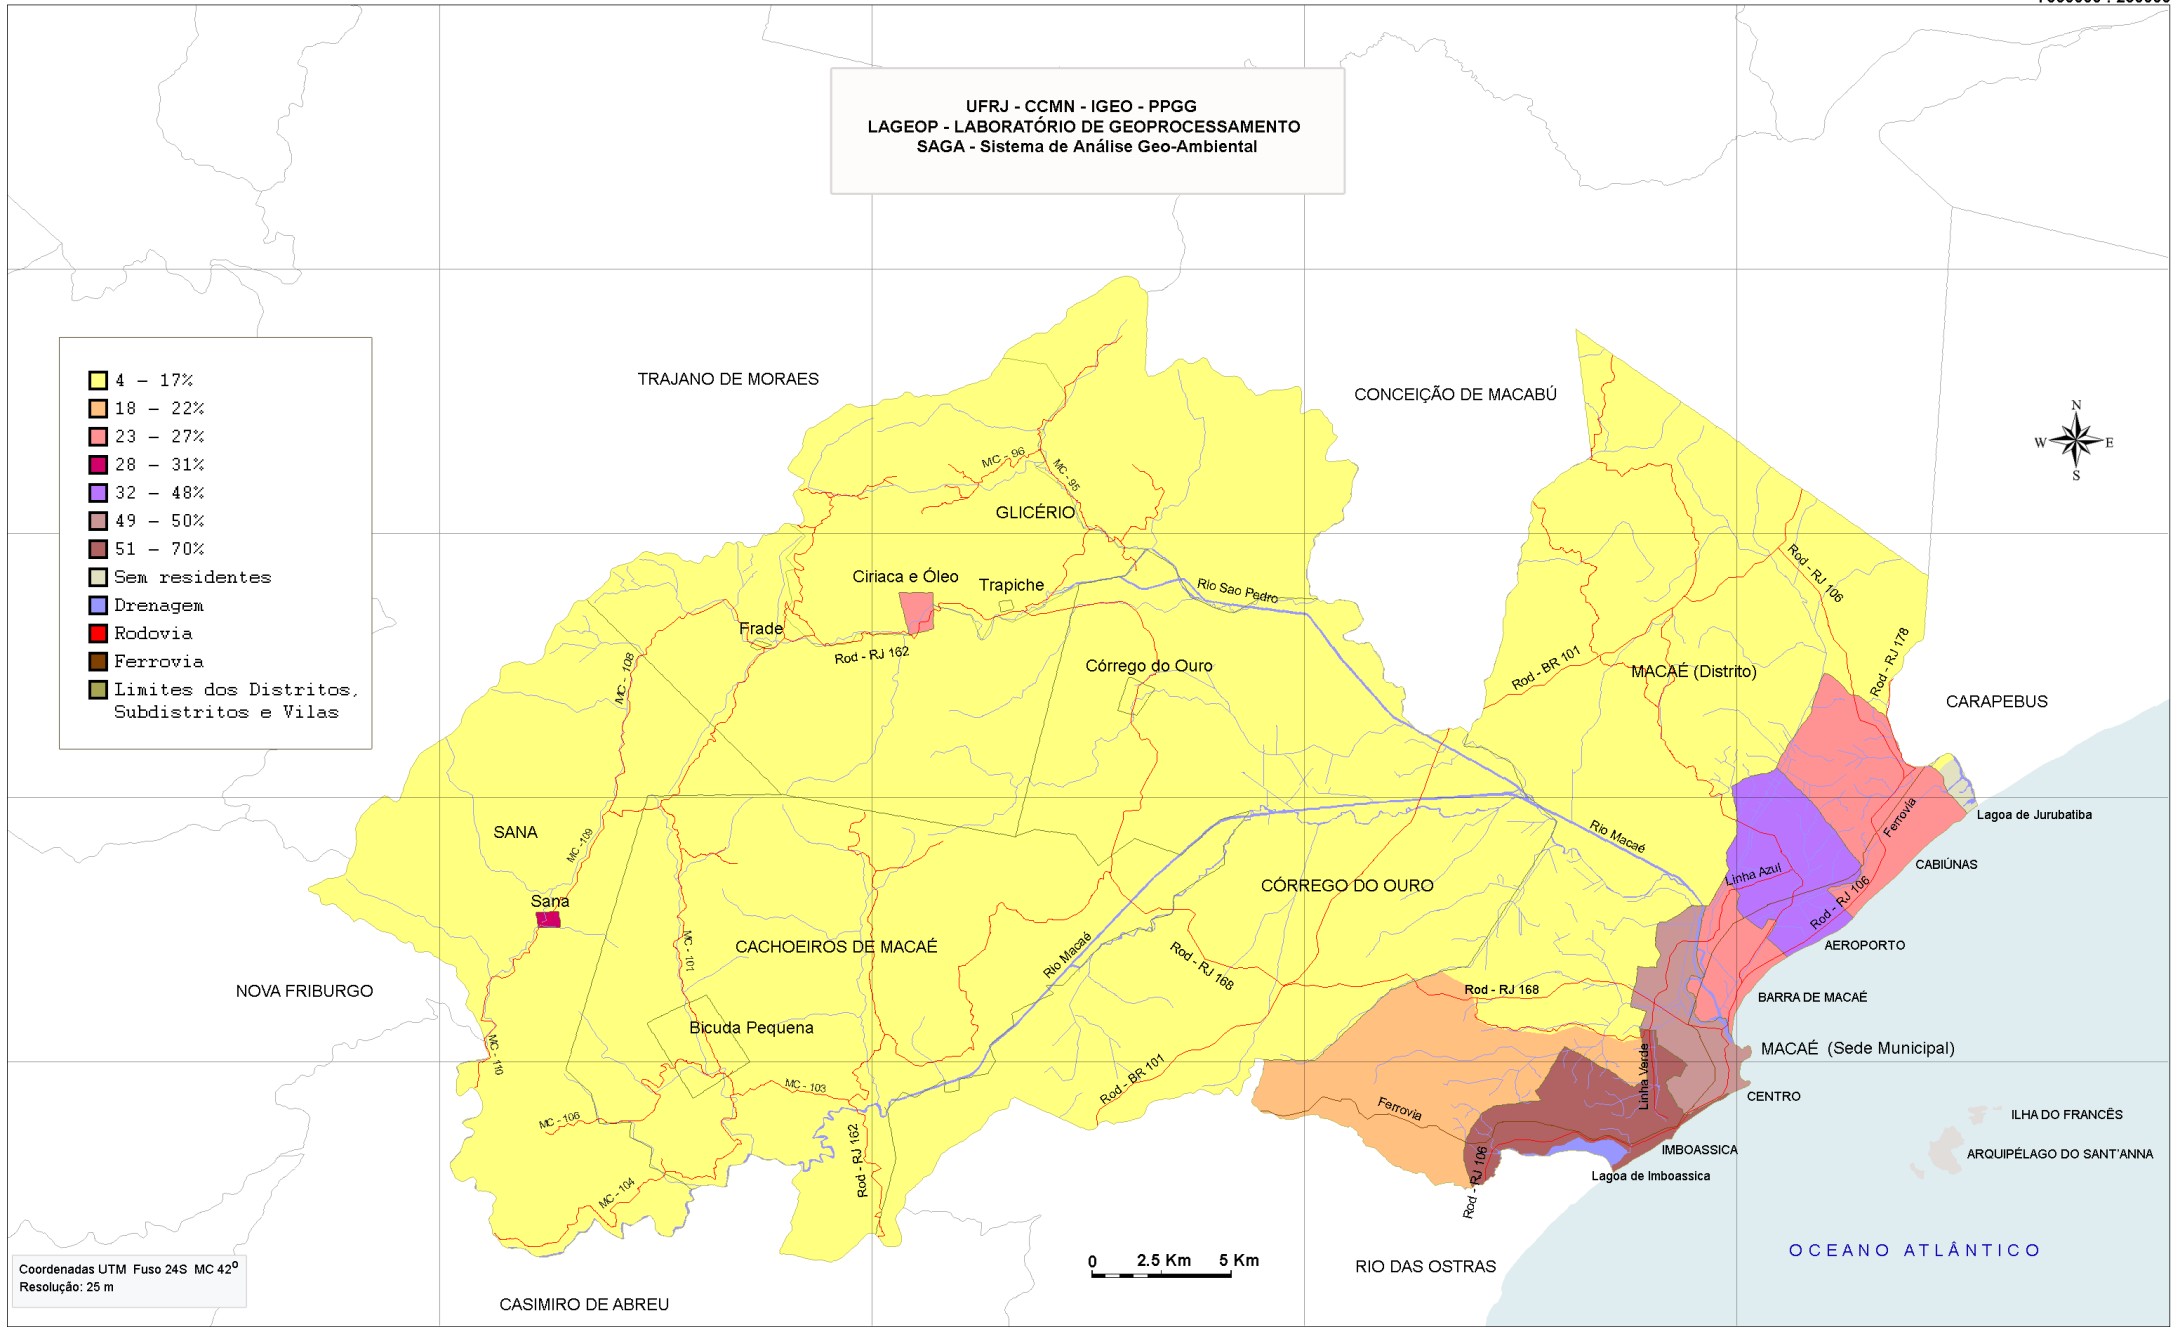 UFRJ - CCMN - IGEO - PPGG
LAGEOP - LABORATÓRIO DE GEOPROCESSAMENTO
SAGA - Sistema de Análise Geo-Ambiental
4 - 17%
18 - 22%
23 - 27%
28 - 31%
32 - 48%
49 - 50%
51 - 70%
Sem residentes
Drenagem
Rodovia
Ferrovia
Limites dos Distritos,
Subdistritos e Vilas
TRAJANO DE MORAES
CONCEIÇÃO DE MACABÚ
N
W
E
S
MC - 96
MC - 95
GLICÉRIO
Ciriaca e Óleo
Trapiche
Rio Sao Pedro
Rod - RJ 106
Frade
Rod - RJ 162
MC - 108
Córrego do Ouro
Rod - BR 101
MACAÉ (Distrito)
Rod - RJ 178
CARAPEBUS
SANA
MC -109
Sana
Rio Macaé
Ferrovia
Lagoa de Jurubatiba
CABIÚNAS
Linha Azul
Rod - RJ 106
CÓRREGO DO OURO
CACHOEIROS DE MACAÉ
MC - 101
Rio Macaé
Rod - RJ 168
AEROPORTO
NOVA FRIBURGO
Rod - RJ 168
BARRA DE MACAÉ
Bicuda Pequena
MC - 110
MACAÉ (Sede Municipal)
MC - 103
Rod - BR 101
Linha Verde
CENTRO
Ferrovia
MC - 106
ILHA DO FRANCÊS
Rod - RJ 162
IMBOASSICA
ARQUIPÉLAGO DO SANT'ANNA
Rod - RJ 106
Lagoa de Imboassica
MC - 104
OCEANO ATLÂNTICO
0 2.5 Km 5 Km
RIO DAS OSTRAS
Coordenadas UTM Fuso 24S MC 42º
Resolução: 25 m
CASIMIRO DE ABREU